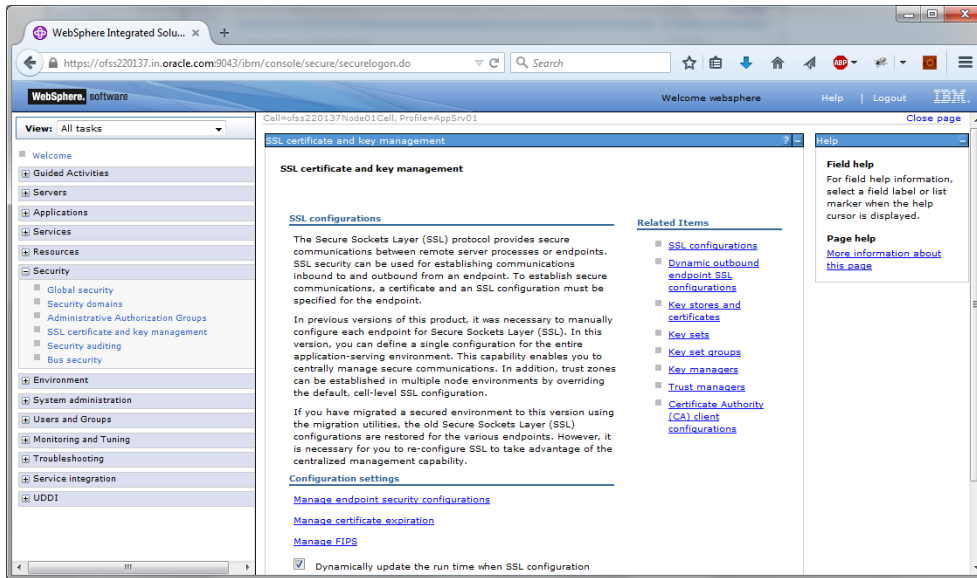 WebSphere Integrated Solu... × +
https://ofss220137.in.oracle.com:9043/ibm/console/secure/securelogon.do
Search
ABP
WebSphere. software
Welcome websphere
Help | Logout
IBM.
View: All tasks
Welcome
Guided Activities
Servers
Applications
Services
Resources
Security
Global security
Security domains
Administrative Authorization Groups
SSL certificate and key management
Security auditing
Bus security
Environment
System administration
Users and Groups
Monitoring and Tuning
Troubleshooting
Service integration
UDDI
Cell=ofss220137Node01Cell, Profile=AppSrv01
Close page
SSL certificate and key management
? -
SSL certificate and key management
SSL configurations
The Secure Sockets Layer (SSL) protocol provides secure
communications between remote server processes or endpoints.
SSL security can be used for establishing communications
inbound to and outbound from an endpoint. To establish secure
communications, a certificate and an SSL configuration must be
specified for the endpoint.
In previous versions of this product, it was necessary to manually
configure each endpoint for Secure Sockets Layer (SSL). In this
version, you can define a single configuration for the entire
application-serving environment. This capability enables you to
centrally manage secure communications. In addition, trust zones
can be established in multiple node environments by overriding
the default, cell-level SSL configuration.
If you have migrated a secured environment to this version using
the migration utilities, the old Secure Sockets Layer (SSL)
configurations are restored for the various endpoints. However, it
is necessary for you to re-configure SSL to take advantage of the
centralized management capability.
Configuration settings
Manage endpoint security configurations
Manage certificate expiration
Manage FIPS
Dynamically update the run time when SSL configuration
Related Items
SSL configurations
Dynamic outbound
endpoint SSL
configurations
Key stores and
certificates
Key sets
Key set groups
Key managers
Trust managers
Certificate Authority
(CA) client
configurations
Help
Field help
For field help information,
select a field label or list
marker when the help
cursor is displayed.
Page help
More information about
this page